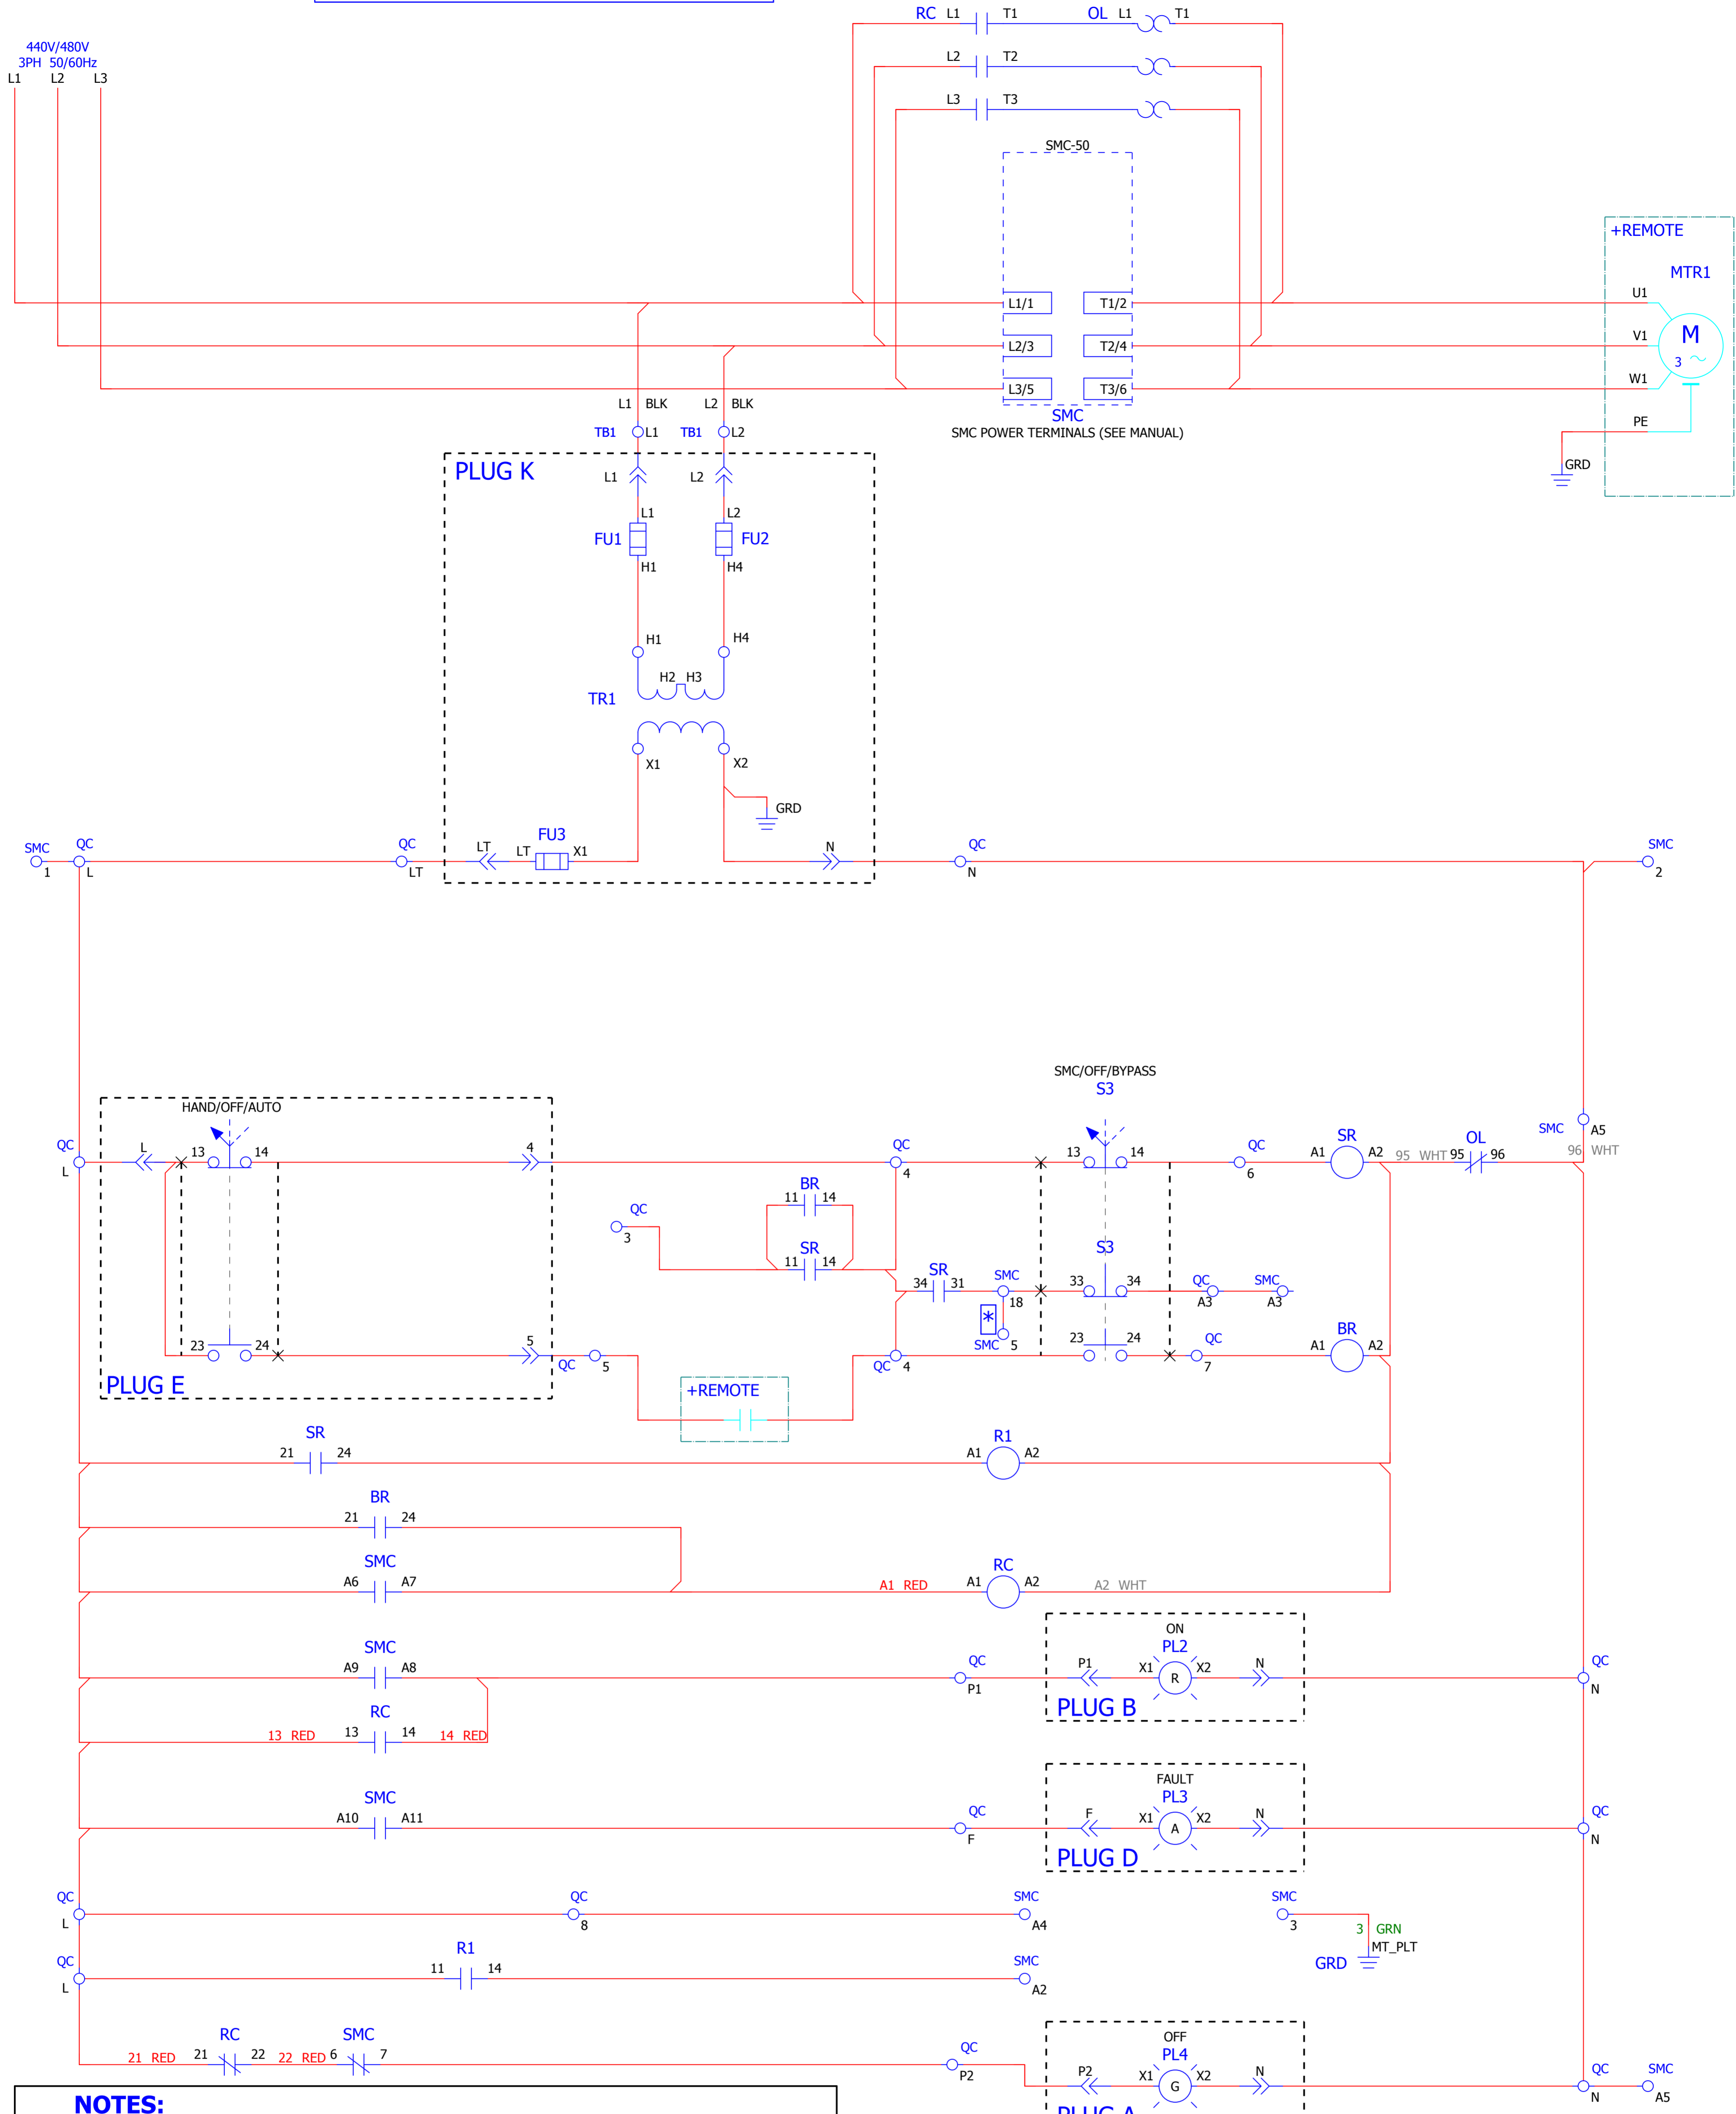 RC L1 T1 OL L1 T1
440V/480V
3PH 50/60Hz
L1 L2 L3
L2 T2
L3 T3
SMC-50
+REMOTE
MTR1
L1/1 T1/2 U1
M
3
L2/3 T2/4 V1
L3/5 T3/6 W1
L1 BLK L2 BLK
SMC
PE
TB1 L1 TB1 L2
SMC POWER TERMINALS (SEE MANUAL)
PLUG K
L1 L2
GRD
L1 L2
FU1 FU2
H1 H4
H1 H4
H2 H3
TR1
X1 X2
GRD
SMC QC QC FU3 QC SMC
LT LT X1 N
1 L LT N 2
SMC/OFF/BYPASS
S3
HAND/OFF/AUTO
SMC A5
QC L 13 14 4 QC 13 14 QC SR OL
A1 A2 95 WHT 95 96 96 WHT
L 4 6
BR
11 14
QC
3
SR
11 14
S3
SR
34 31 SMC 33 34 QC SMC
18 A3 A3
*
23 24 5 SMC 5 23 24 QC BR
A1 A2
QC 5 QC 4 7
PLUG E
+REMOTE
SR R1
21 24 A1 A2
BR
21 24
SMC RC
A6 A7 A1 RED A1 A2 A2 WHT
ON
SMC PL2
A9 A8 QC P1 X1 R X2 N QC
P1 N
PLUG B
RC
13 RED 13 14 14 RED
FAULT
SMC PL3
A10 A11 QC F X1 A X2 N QC
F N
PLUG D
QC QC SMC SMC
L 8 A4 3
3 GRN
MT_PLT
GRD
QC R1 SMC
11 14
L A2
OFF
RC SMC PL4
21 RED 21 22 22 RED 6 7 QC
P2 P2 X1 G X2 N QC SMC
N A5
NOTES:
PLUG A